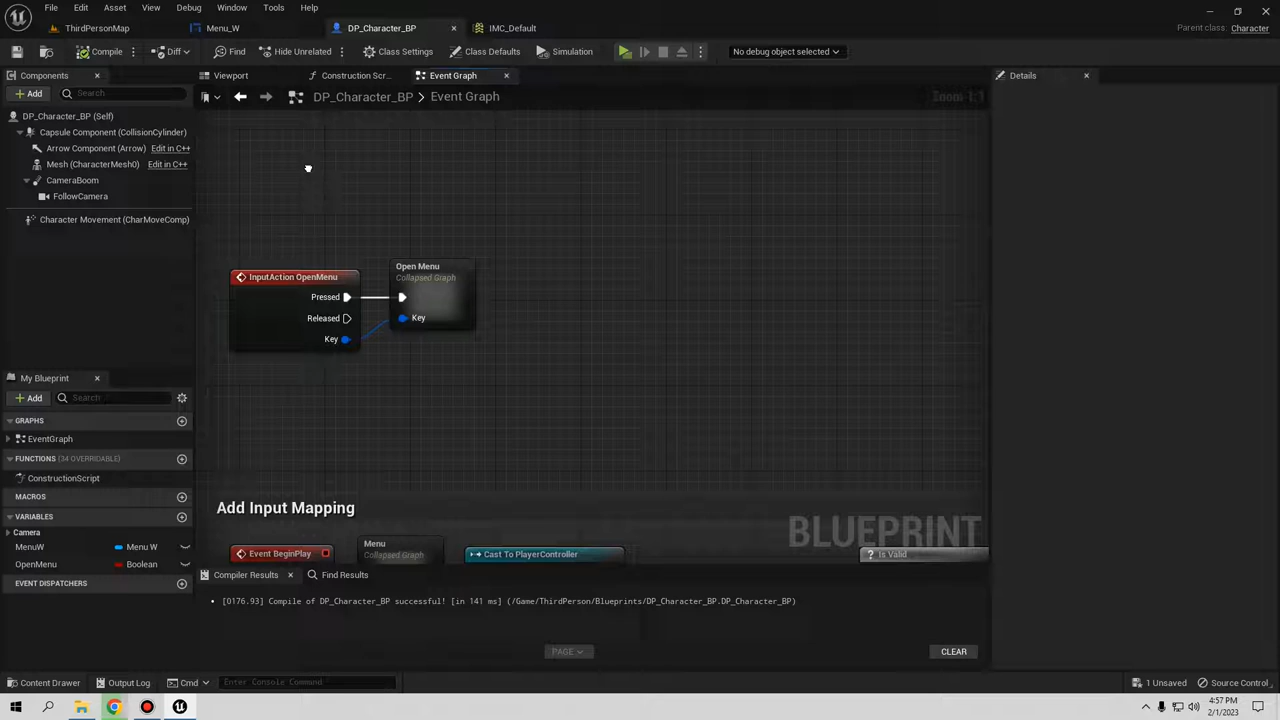 File Edit Asset View Debug Window Tools Help
ThirdPersonMap Menu_W DP_Character_BP IMC_Default Parent class: Character
Compile Diff Find Hide Unrelated Class Settings Class Defaults Simulation No debug object selected
Components Viewport Construction Scr... Event Graph Details
Add Search DP_Character_BP > Event Graph Zoom 1:1
DP_Character_BP (Self)
Capsule Component (CollisionCylinder)
Arrow Component (Arrow) Edit in C++
Mesh (CharacterMesh0) Edit in C++
CameraBoom
FollowCamera
Character Movement (CharMoveComp)
InputAction OpenMenu
Pressed
Released
Key
Open Menu
Collapsed Graph
Key
My Blueprint
Add Search
GRAPHS
EventGraph
FUNCTIONS (34 OVERRIDABLE)
ConstructionScript
MACROS
VARIABLES
Camera
MenuW Menu W
OpenMenu Boolean
EVENT DISPATCHERS
Add Input Mapping
BLUEPRINT
Event BeginPlay
Menu
Collapsed Graph
Cast To PlayerController
? Is Valid
Compiler Results Find Results
[0176.93] Compile of DP_Character_BP successful! [in 141 ms] (/Game/ThirdPerson/Blueprints/DP_Character_BP.DP_Character_BP)
PAGE CLEAR
Content Drawer Output Log Cmd Enter Console Command 1 Unsaved Source Control
4:57 PM
2/1/2023